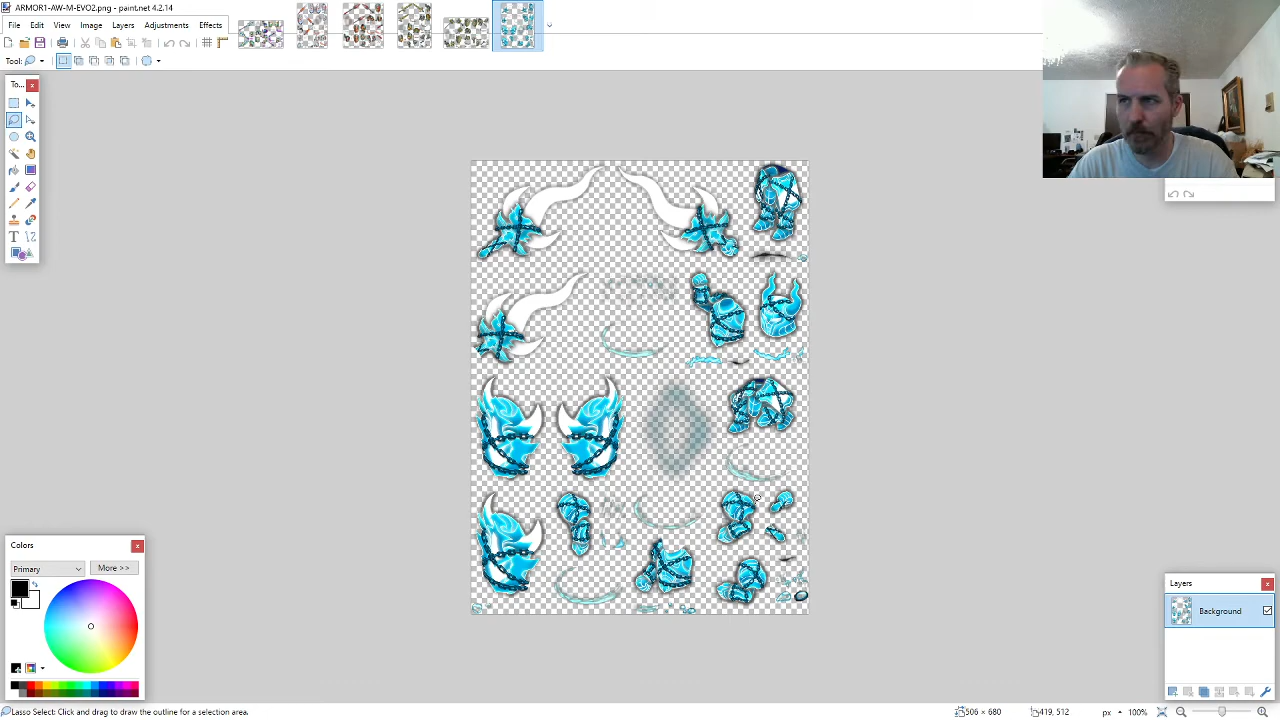 ARMOR1-AW-M-EVO2.png - paint.net 4.2.14
File Edit View Image Layers Adjustments Effects
Tool:
To... x
Colors x
Primary More >>
Layers x
Background
Lasso Select: Click and drag to draw the outline for a selection area.
506 × 680 419, 512 px 100%